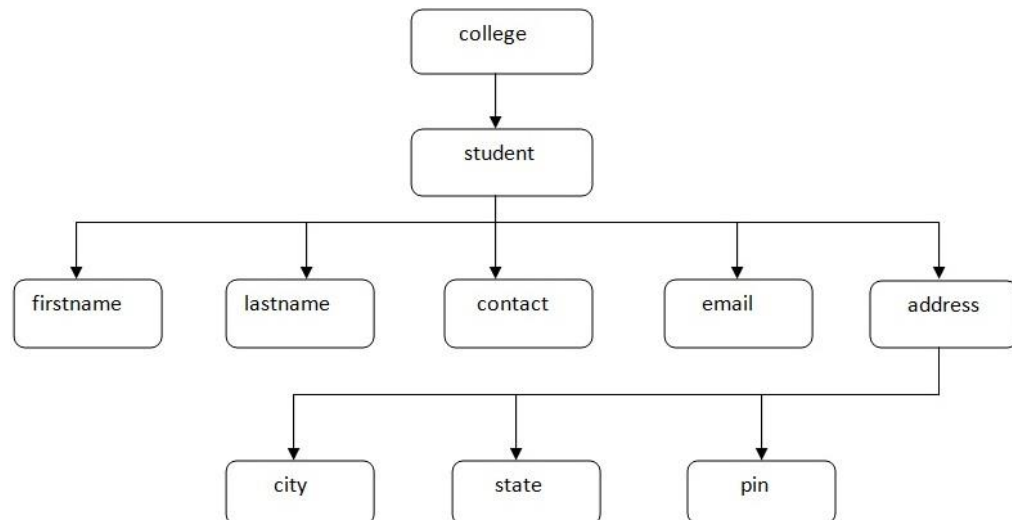 college
student
firstname
lastname
contact
email
address
city
state
pin